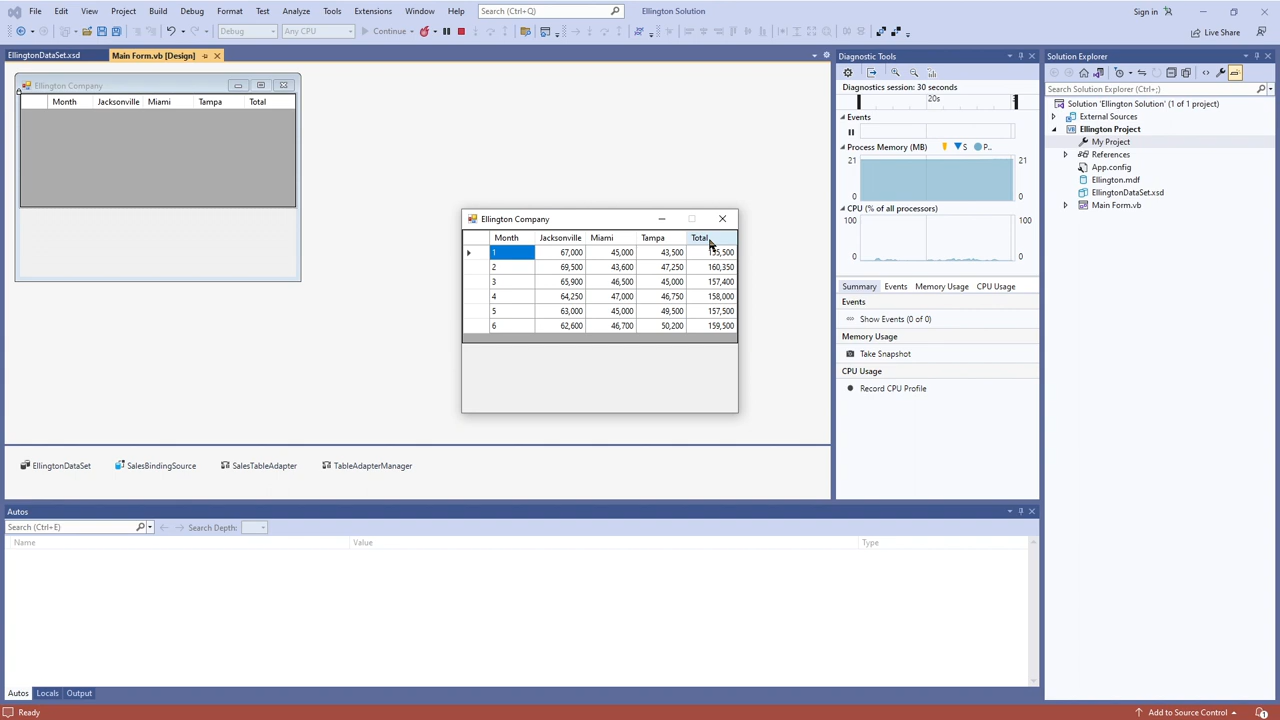 File Edit View Project Build Debug Format Test Analyze Tools Extensions Window Help Search (Ctrl+Q) Ellington Solution Sign in
Debug Any CPU Continue Live Share
EllingtonDataSet.xsd Main Form.vb [Design]
Ellington Company
Month Jacksonville Miami Tampa Total
Ellington Company
Month Jacksonville Miami Tampa Total
1 67,000 45,000 43,500 155,500
2 69,500 43,600 47,250 160,350
3 65,900 46,500 45,000 157,400
4 64,250 47,000 46,750 158,000
5 63,000 45,000 49,500 157,500
6 62,600 46,700 50,200 159,500
EllingtonDataSet SalesBindingSource SalesTableAdapter TableAdapterManager
Diagnostic Tools
Diagnostics session: 30 seconds
20s
Events
Process Memory (MB) S P...
21 21
0 0
CPU (% of all processors)
100 100
0 0
Summary Events Memory Usage CPU Usage
Events
Show Events (0 of 0)
Memory Usage
Take Snapshot
CPU Usage
Record CPU Profile
Solution Explorer
Search Solution Explorer (Ctrl+;)
Solution 'Ellington Solution' (1 of 1 project)
External Sources
VB Ellington Project
My Project
References
App.config
Ellington.mdf
EllingtonDataSet.xsd
Main Form.vb
Autos
Search (Ctrl+E) Search Depth:
Name Value Type
Autos Locals Output
Ready Add to Source Control 1